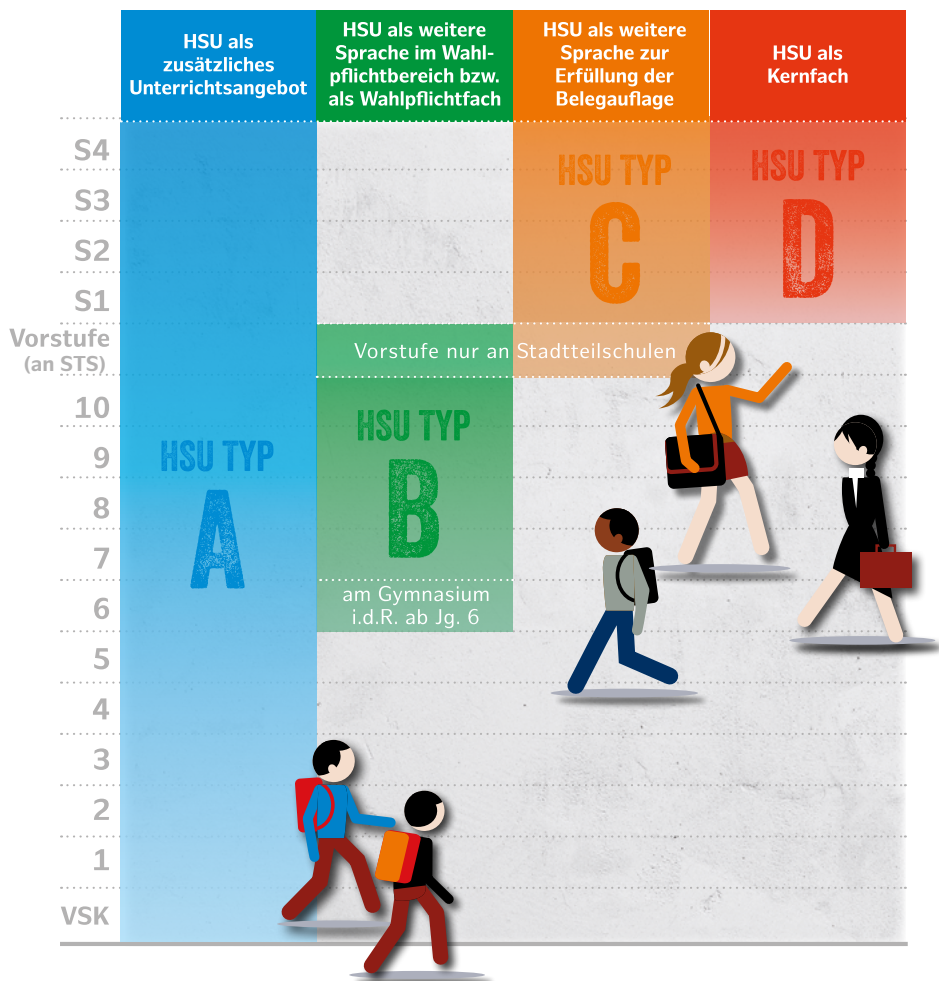 HSU als
zusätzliches
Unterrichtsangebot
HSU als weitere
Sprache im Wahl-
pflichtbereich bzw.
als Wahlpflichtfach
HSU als weitere
Sprache zur
Erfüllung der
Belegauflage
HSU als
Kernfach
S4
S3
S2
S1
Vorstufe
(an STS)
10
9
8
7
6
5
4
3
2
1
VSK
HSU TYP
A
HSU TYP
B
HSU TYP
C
HSU TYP
D
Vorstufe nur an Stadtteilschulen
am Gymnasium
i.d.R. ab Jg. 6